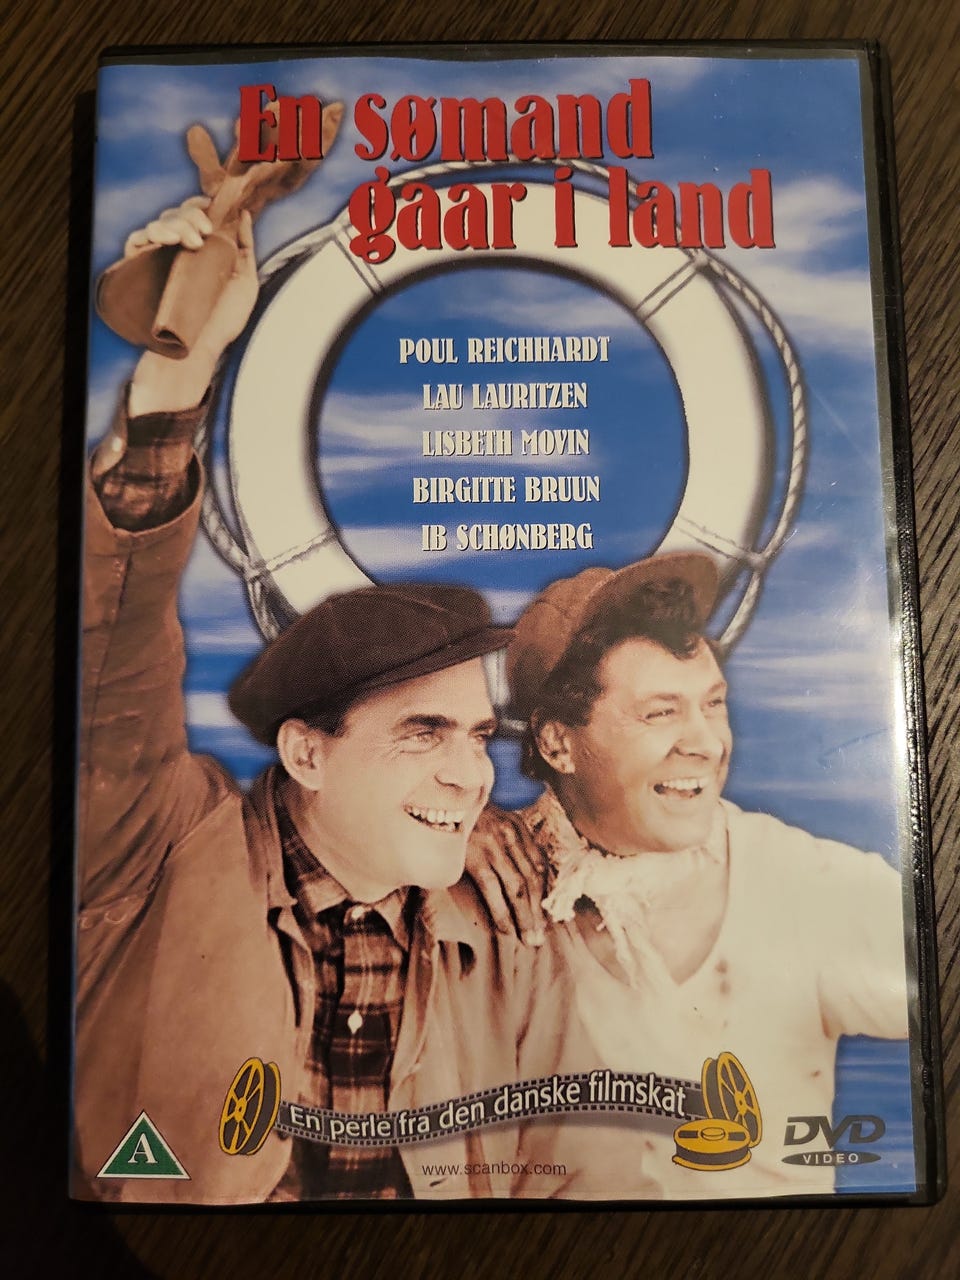 En sømand
gaar i land
POUL REICHHARDT
LAU LAURITZEN
LISBETH MOVIN
BIRGITTE BRUUN
IB SCHØNBERG
En perle fra den danske filmskat
A
www.scanbox.com
DVD
VIDEO